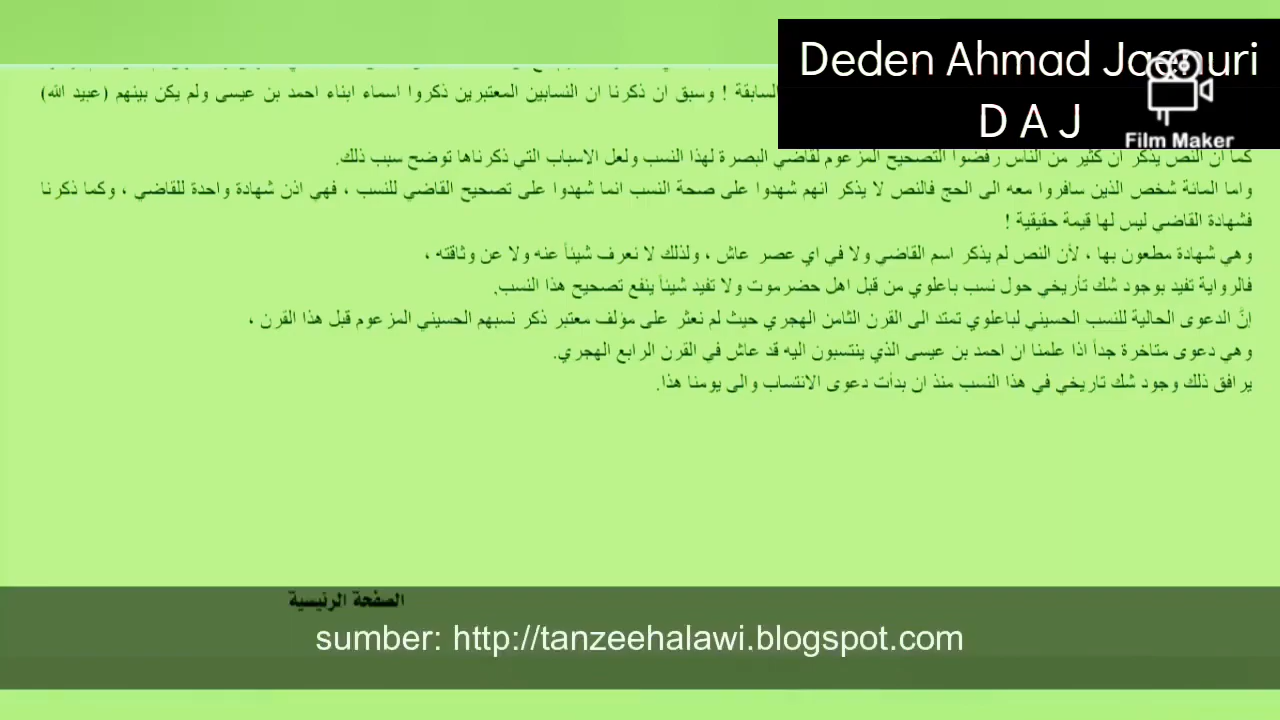 Deden Ahmad Jasnuri
D A J
Film Maker
السابقة ! وسبق ان ذكرنا ان النسابين المعتبرين ذكروا اسماء ابناء احمد بن عيسى ولم يكن بينهم (عبيد الله)
كما ان النص يذكر ان كثير من الناس رفضوا التصحيح المزعوم لقاضي البصرة لهذا النسب ولعل الاسباب التي ذكرناها توضح سبب ذلك.
واما المائة شخص الذين سافروا معه الى الحج فالنص لا يذكر انهم شهدوا على صحة النسب انما شهدوا على تصحيح القاضي للنسب ، فهي اذن شهادة واحدة للقاضي ، وكما ذكرنا
فشهادة القاضي ليس لها قيمة حقيقية !
وهي شهادة مطعون بها ، لأن النص لم يذكر اسم القاضي ولا في اي عصر عاش ، ولذلك لا نعرف شيئاً عنه ولا عن وثاقته ،
فالرواية تفيد بوجود شك تأريخي حول نسب باعلوي من قبل اهل حضرموت ولا تفيد شيئاً ينفع تصحيح هذا النسب.
إنَّ الدعوى الحالية للنسب الحسيني لباعلوي تمتد الى القرن الثامن الهجري حيث لم نعثر على مؤلف معتبر ذكر نسبهم الحسيني المزعوم قبل هذا القرن ،
وهي دعوى متاخرة جداً اذا علمنا ان احمد بن عيسى الذي ينتسبون اليه قد عاش في القرن الرابع الهجري.
يرافق ذلك وجود شك تاريخي في هذا النسب منذ ان بدأت دعوى الانتساب والى يومنا هذا.
الصفحة الرئيسية
sumber: http://tanzeehalawi.blogspot.com